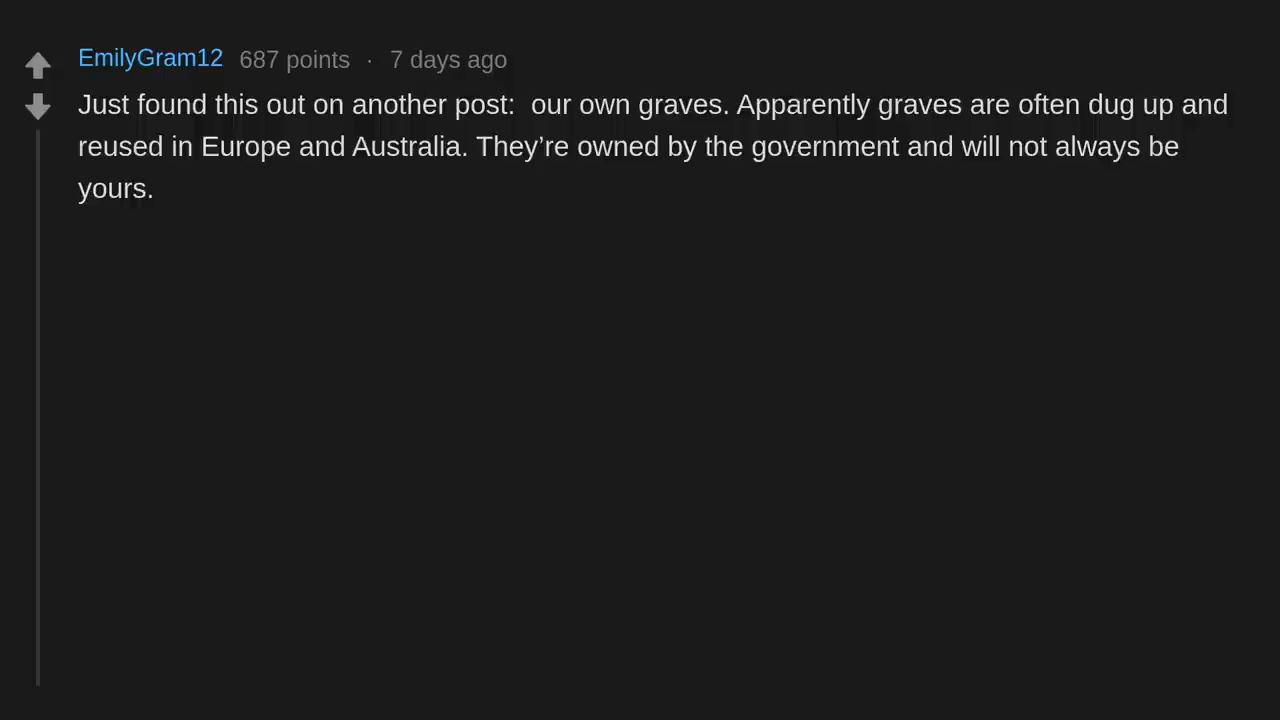 EmilyGram12 687 points · 7 days ago
Just found this out on another post:  our own graves. Apparently graves are often dug up and
reused in Europe and Australia. They’re owned by the government and will not always be
yours.